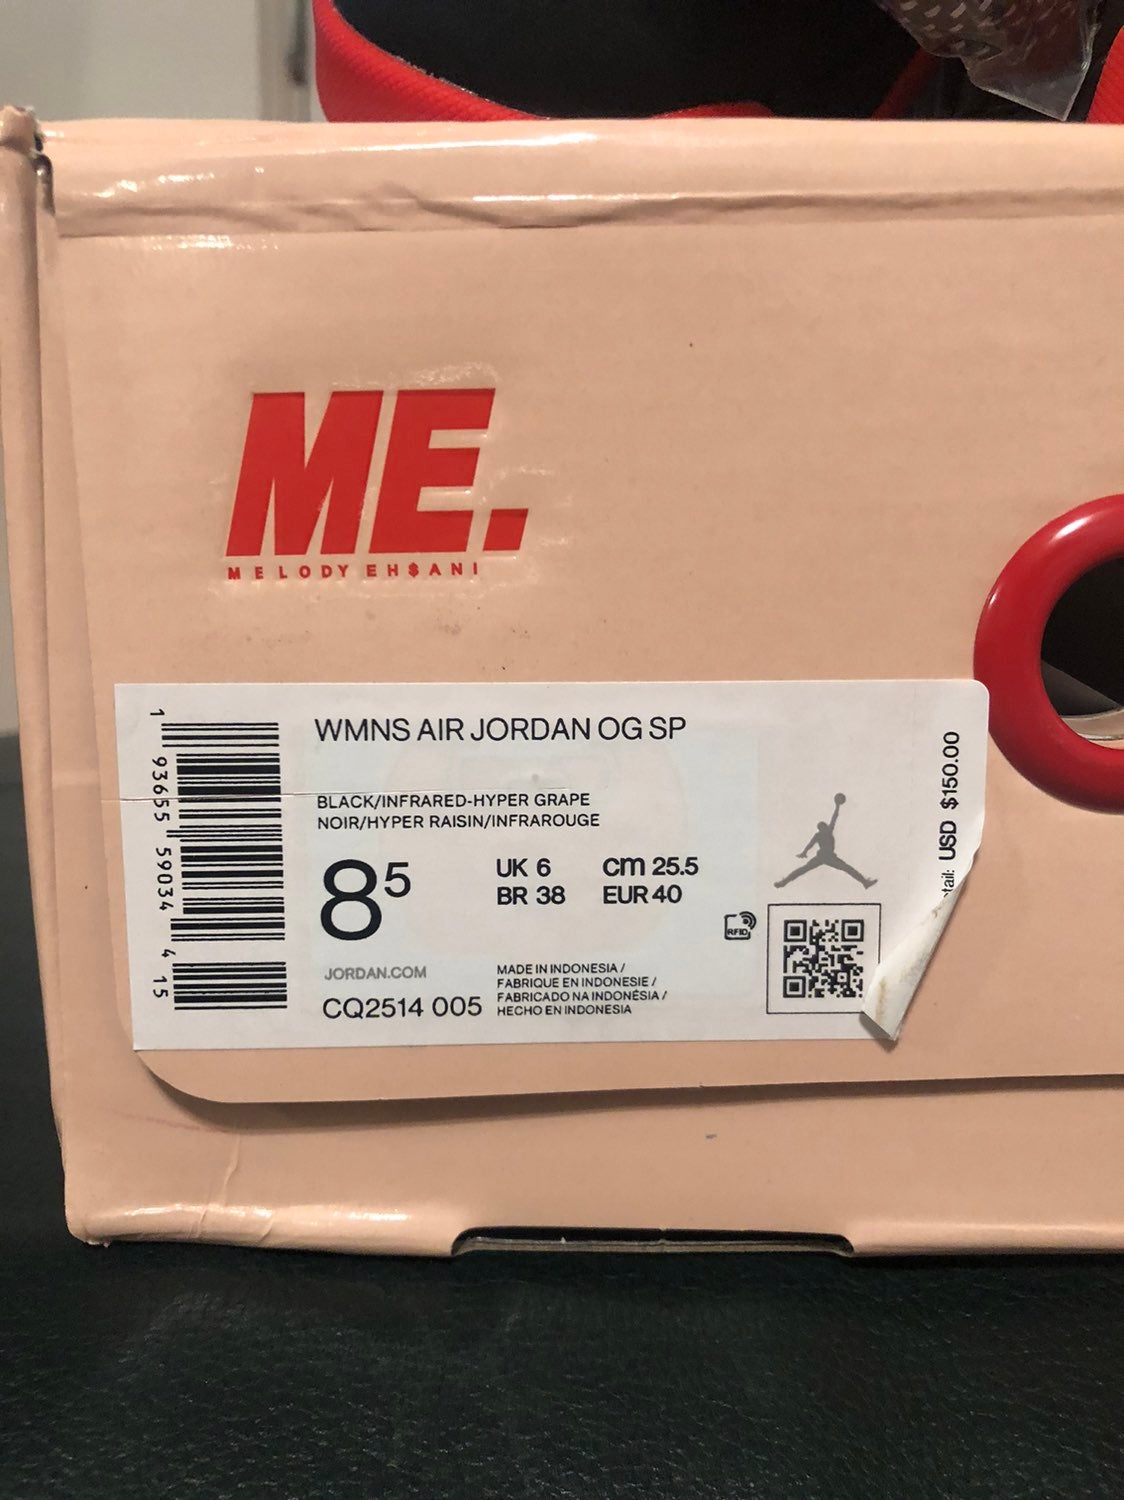 ME.
MELODY EH$ANI
WMNS AIR JORDAN OG SP
BLACK/INFRARED-HYPER GRAPE
NOIR/HYPER RAISIN/INFRAROUGE
8⁵
UK 6 cm 25.5
BR 38 EUR 40
RFID
JORDAN.COM
CQ2514 005
MADE IN INDONESIA /
FABRIQUE EN INDONESIE /
FABRICADO NA INDONÉSIA /
HECHO EN INDONESIA
1 93655 59034 4 15
USD $150.00